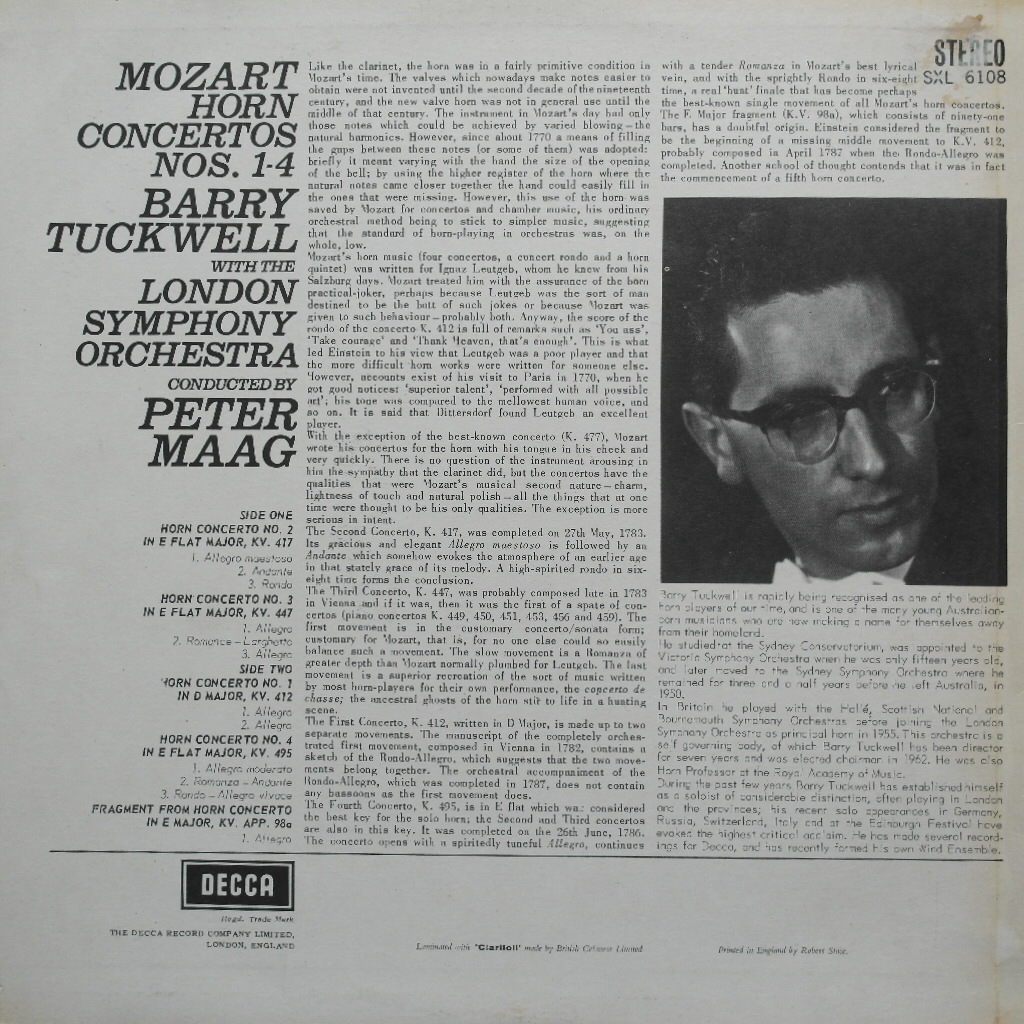 MOZART
HORN
CONCERTOS
NOS. 1-4
BARRY
TUCKWELL
WITH THE
LONDON
SYMPHONY
ORCHESTRA
CONDUCTED BY
PETER
MAAG
SIDE ONE
HORN CONCERTO NO. 2
IN E FLAT MAJOR, KV. 417
1. Allegro maestoso
2. Andante
3. Rondo
HORN CONCERTO NO. 3
IN E FLAT MAJOR, KV. 447
1. Allegro
2. Romance – Larghetto
3. Allegro
SIDE TWO
HORN CONCERTO NO. 1
IN D MAJOR, KV. 412
1. Allegro
2. Allegro
HORN CONCERTO NO. 4
IN E FLAT MAJOR, KV. 495
1. Allegro moderato
2. Romanza – Andante
3. Rondo – Allegro vivace
FRAGMENT FROM HORN CONCERTO
IN E MAJOR, KV. APP. 98a
1. Allegro
Like the clarinet, the horn was in a fairly primitive condition in
Mozart's time. The valves which nowadays make notes easier to
obtain were not invented until the second decade of the nineteenth
century, and the new valve horn was not in general use until the
middle of that century. The instrument in Mozart's day had only
those notes which could be achieved by varied blowing – the
natural harmonics. However, since about 1770 a means of filling
the gaps between these notes (or some of them) was adopted:
briefly it meant varying with the hand the size of the opening
of the bell; by using the higher register of the horn where the
natural notes came closer together the hand could easily fill in
the ones that were missing. However, this use of the horn was
saved by Mozart for concertos and chamber music, his ordinary
orchestral method being to stick to simpler music, suggesting
that the standard of horn-playing in orchestras was, on the
whole, low.
Mozart's horn music (four concertos, a concert rondo and a horn
quintet) was written for Ignaz Leutgeb, whom he knew from his
Salzburg days. Mozart treated him with the assurance of the born
practical-joker, perhaps because Leutgeb was the sort of man
destined to be the butt of such jokes or because Mozart was
given to such behaviour – probably both. Anyway, the score of the
rondo of the concerto K. 412 is full of remarks such as 'You ass',
'Take courage' and 'Thank Heaven, that's enough'. This is what
led Einstein to his view that Leutgeb was a poor player and that
the more difficult horn works were written for someone else.
However, accounts exist of his visit to Paris in 1770, when he
got good notices: 'superior talent', 'performed with all possible
art'; his tone was compared to the mellowest human voice, and
so on. It is said that Dittersdorf found Leutgeb an excellent
player.
With the exception of the best-known concerto (K. 477), Mozart
wrote his concertos for the horn with his tongue in his cheek and
very quickly. There is no question of the instrument arousing in
him the sympathy that the clarinet did, but the concertos have the
qualities that were Mozart's musical second nature – charm,
lightness of touch and natural polish – all the things that at one
time were thought to be his only qualities. The exception is more
serious in intent.
The Second Concerto, K. 417, was completed on 27th May, 1783.
Its gracious and elegant Allegro maestoso is followed by an
Andante which somehow evokes the atmosphere of an earlier age
in that stately grace of its melody. A high-spirited rondo in six-
eight time forms the conclusion.
The Third Concerto, K. 447, was probably composed late in 1783
in Vienna and if it was, then it was the first of a spate of con-
certos (piano concertos K. 449, 450, 451, 453, 456 and 459). The
first movement is in the customary concerto/sonata form;
customary for Mozart, that is, for no one else could so easily
balance such a movement. The slow movement is a Romanza of
greater depth than Mozart normally plumbed for Leutgeb. The last
movement is a superior recreation of the sort of music written
by most horn-players for their own performance, the concerto de
chasse; the ancestral ghosts of the horn stir to life in a hunting
scene.
The First Concerto, K. 412, written in D Major, is made up to two
separate movements. The manuscript of the completely orches-
trated first movement, composed in Vienna in 1782, contains a
sketch of the Rondo-Allegro, which suggests that the two move-
ments belong together. The orchestral accompaniment of the
Rondo-Allegro, which was completed in 1787, does not contain
any bassoons as the first movement does.
The Fourth Concerto, K. 495, is in E flat which was considered
the best key for the solo horn; the Second and Third concertos
are also in this key. It was completed on the 26th June, 1786.
The concerto opens with a spiritedly tuneful Allegro, continues
STEREO
SXL 6108
with a tender Romanza in Mozart's best lyrical
vein, and with the sprightly Rondo in six-eight
time, a real 'hunt' finale that has become perhaps
the best-known single movement of all Mozart's horn concertos.
The E Major fragment (K.V. 98a), which consists of ninety-one
bars, has a doubtful origin. Einstein considered the fragment to
be the beginning of a missing middle movement to K.V. 412,
probably composed in April 1787 when the Rondo-Allegro was
completed. Another school of thought contends that it was in fact
the commencement of a fifth horn concerto.
Barry Tuckwell is rapidly being recognised as one of the leading
horn players of our time, and is one of the many young Australian-
born musicians who are now making a name for themselves away
from their homeland.
He studied at the Sydney Conservatorium, was appointed to the
Victoria Symphony Orchestra when he was only fifteen years old,
and later moved to the Sydney Symphony Orchestra where he
remained for three and a half years before he left Australia, in
1950.
In Britain he played with the Hallé, Scottish National and
Bournemouth Symphony Orchestras before joining the London
Symphony Orchestra as principal horn in 1955. This orchestra is a
self governing body, of which Barry Tuckwell has been director
for seven years and was elected chairman in 1962. He was also
Horn Professor at the Royal Academy of Music.
During the past few years Barry Tuckwell has established himself
as a soloist of considerable distinction, often playing in London
and the provinces; his recent solo appearances in Germany,
Russia, Switzerland, Italy and at the Edinburgh Festival have
evoked the highest critical acclaim. He has made several record-
ings for Decca, and has recently formed his own Wind Ensemble.
DECCA
Regd. Trade Mark
THE DECCA RECORD COMPANY LIMITED,
LONDON, ENGLAND
Laminated with 'Clarifoil' made by British Celanese Limited
Printed in England by Robert Stace.